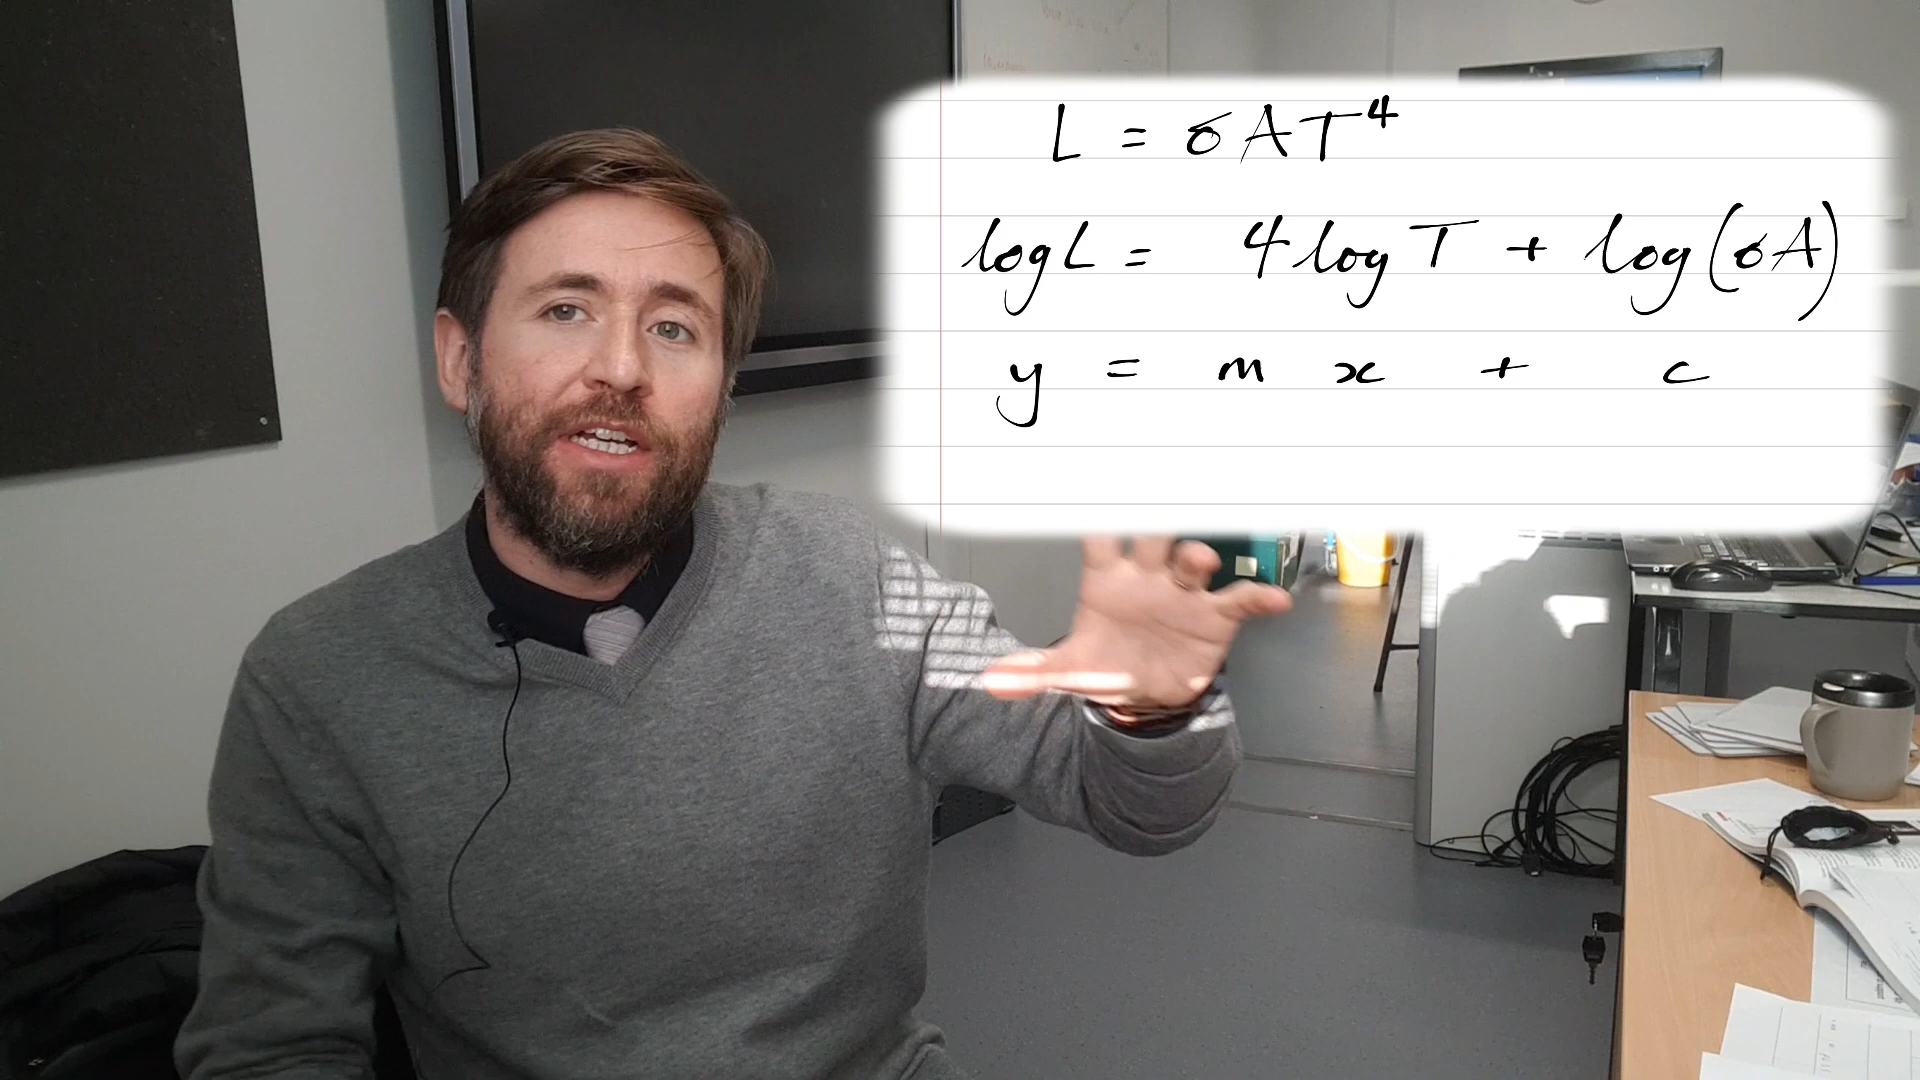 L = σAT⁴
log L = 4 log T + log(σA)
y = m x + c